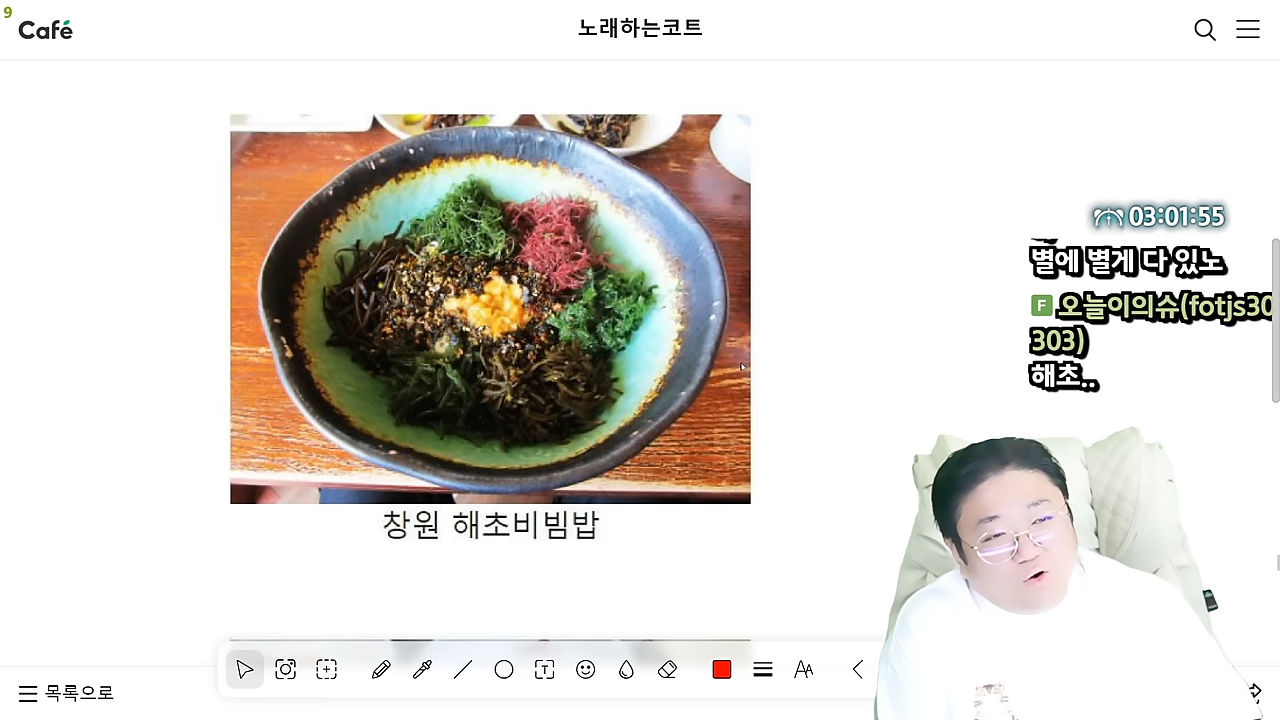 9
Café
노래하는코트
03:01:55
별에 별게 다 있노
F 오늘이의슈(fotjs30
303)
해초..
창원 해초비빔밥
T
AA
목록으로